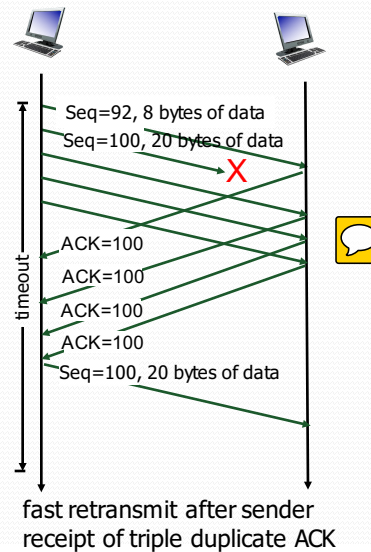 Seq=92, 8 bytes of data
Seq=100, 20 bytes of data
X
timeout
ACK=100
ACK=100
ACK=100
ACK=100
Seq=100, 20 bytes of data
fast retransmit after sender
receipt of triple duplicate ACK